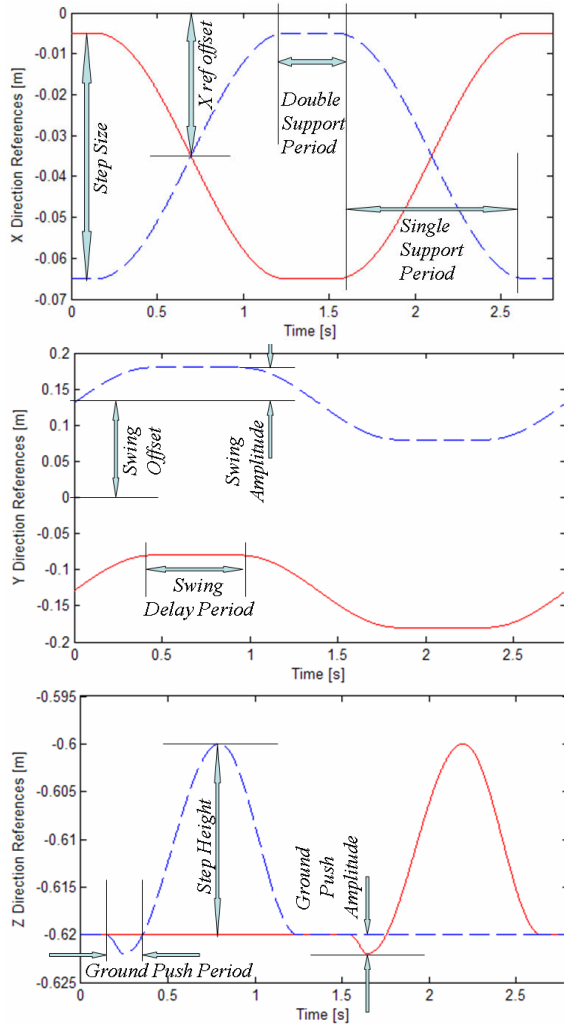 X Direction References [m]
0
-0.01
-0.02
-0.03
-0.04
-0.05
-0.06
-0.07
Step Size
X ref offset
Double
Support
Period
Single
Support
Period
0
0.5
1
1.5
2
2.5
Time [s]
Y Direction References [m]
0.2
0.15
0.1
0.05
0
-0.05
-0.1
-0.15
-0.2
Swing
Offset
Swing
Amplitude
Swing
Delay Period
0
0.5
1
1.5
2
2.5
Time [s]
Z Direction References [m]
-0.595
-0.6
-0.605
-0.61
-0.615
-0.62
-0.625
Step Height
Ground
Push
Amplitude
Ground Push Period
0
0.5
1
1.5
2
2.5
Time [s]